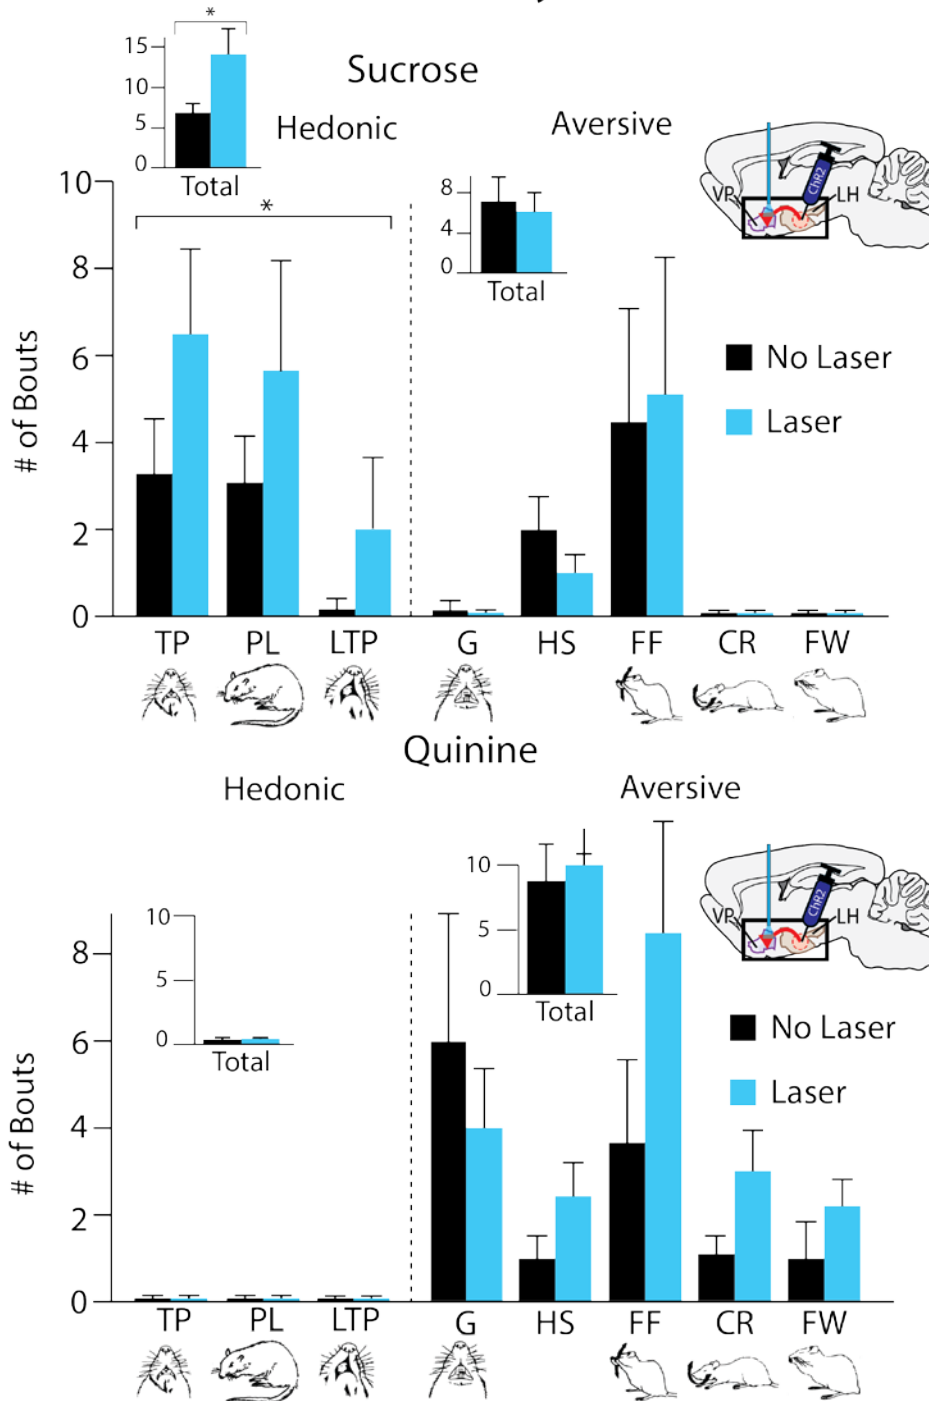 *
15
10
5
0
Total
Sucrose
Hedonic
Aversive
8
4
0
Total
ChR2
VP
LH
*
10
8
6
4
2
0
# of Bouts
No Laser
Laser
TP PL LTP G HS FF CR FW
Quinine
Hedonic
Aversive
10
5
0
Total
10
5
0
Total
ChR2
VP
LH
8
6
4
2
0
# of Bouts
No Laser
Laser
TP PL LTP G HS FF CR FW